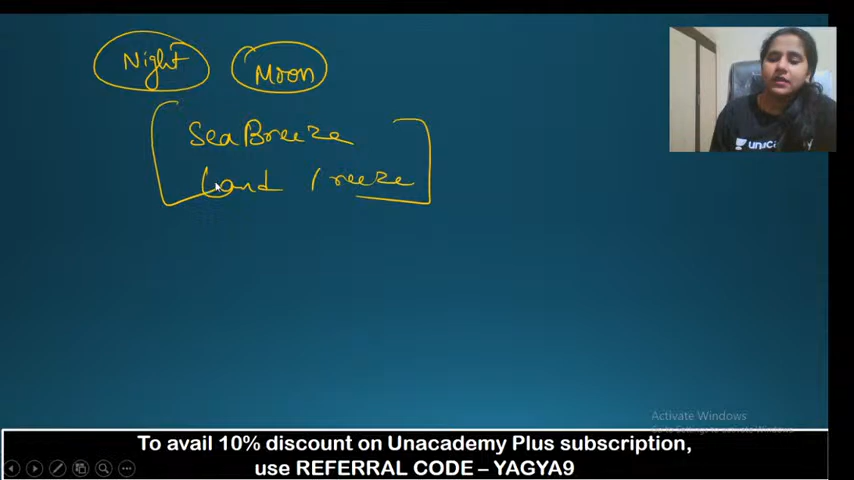 Night Moon
Sea Breeze
Land Breeze
unac
Activate Windows
To avail 10% discount on Unacademy Plus subscription,
use REFERRAL CODE – YAGYA9